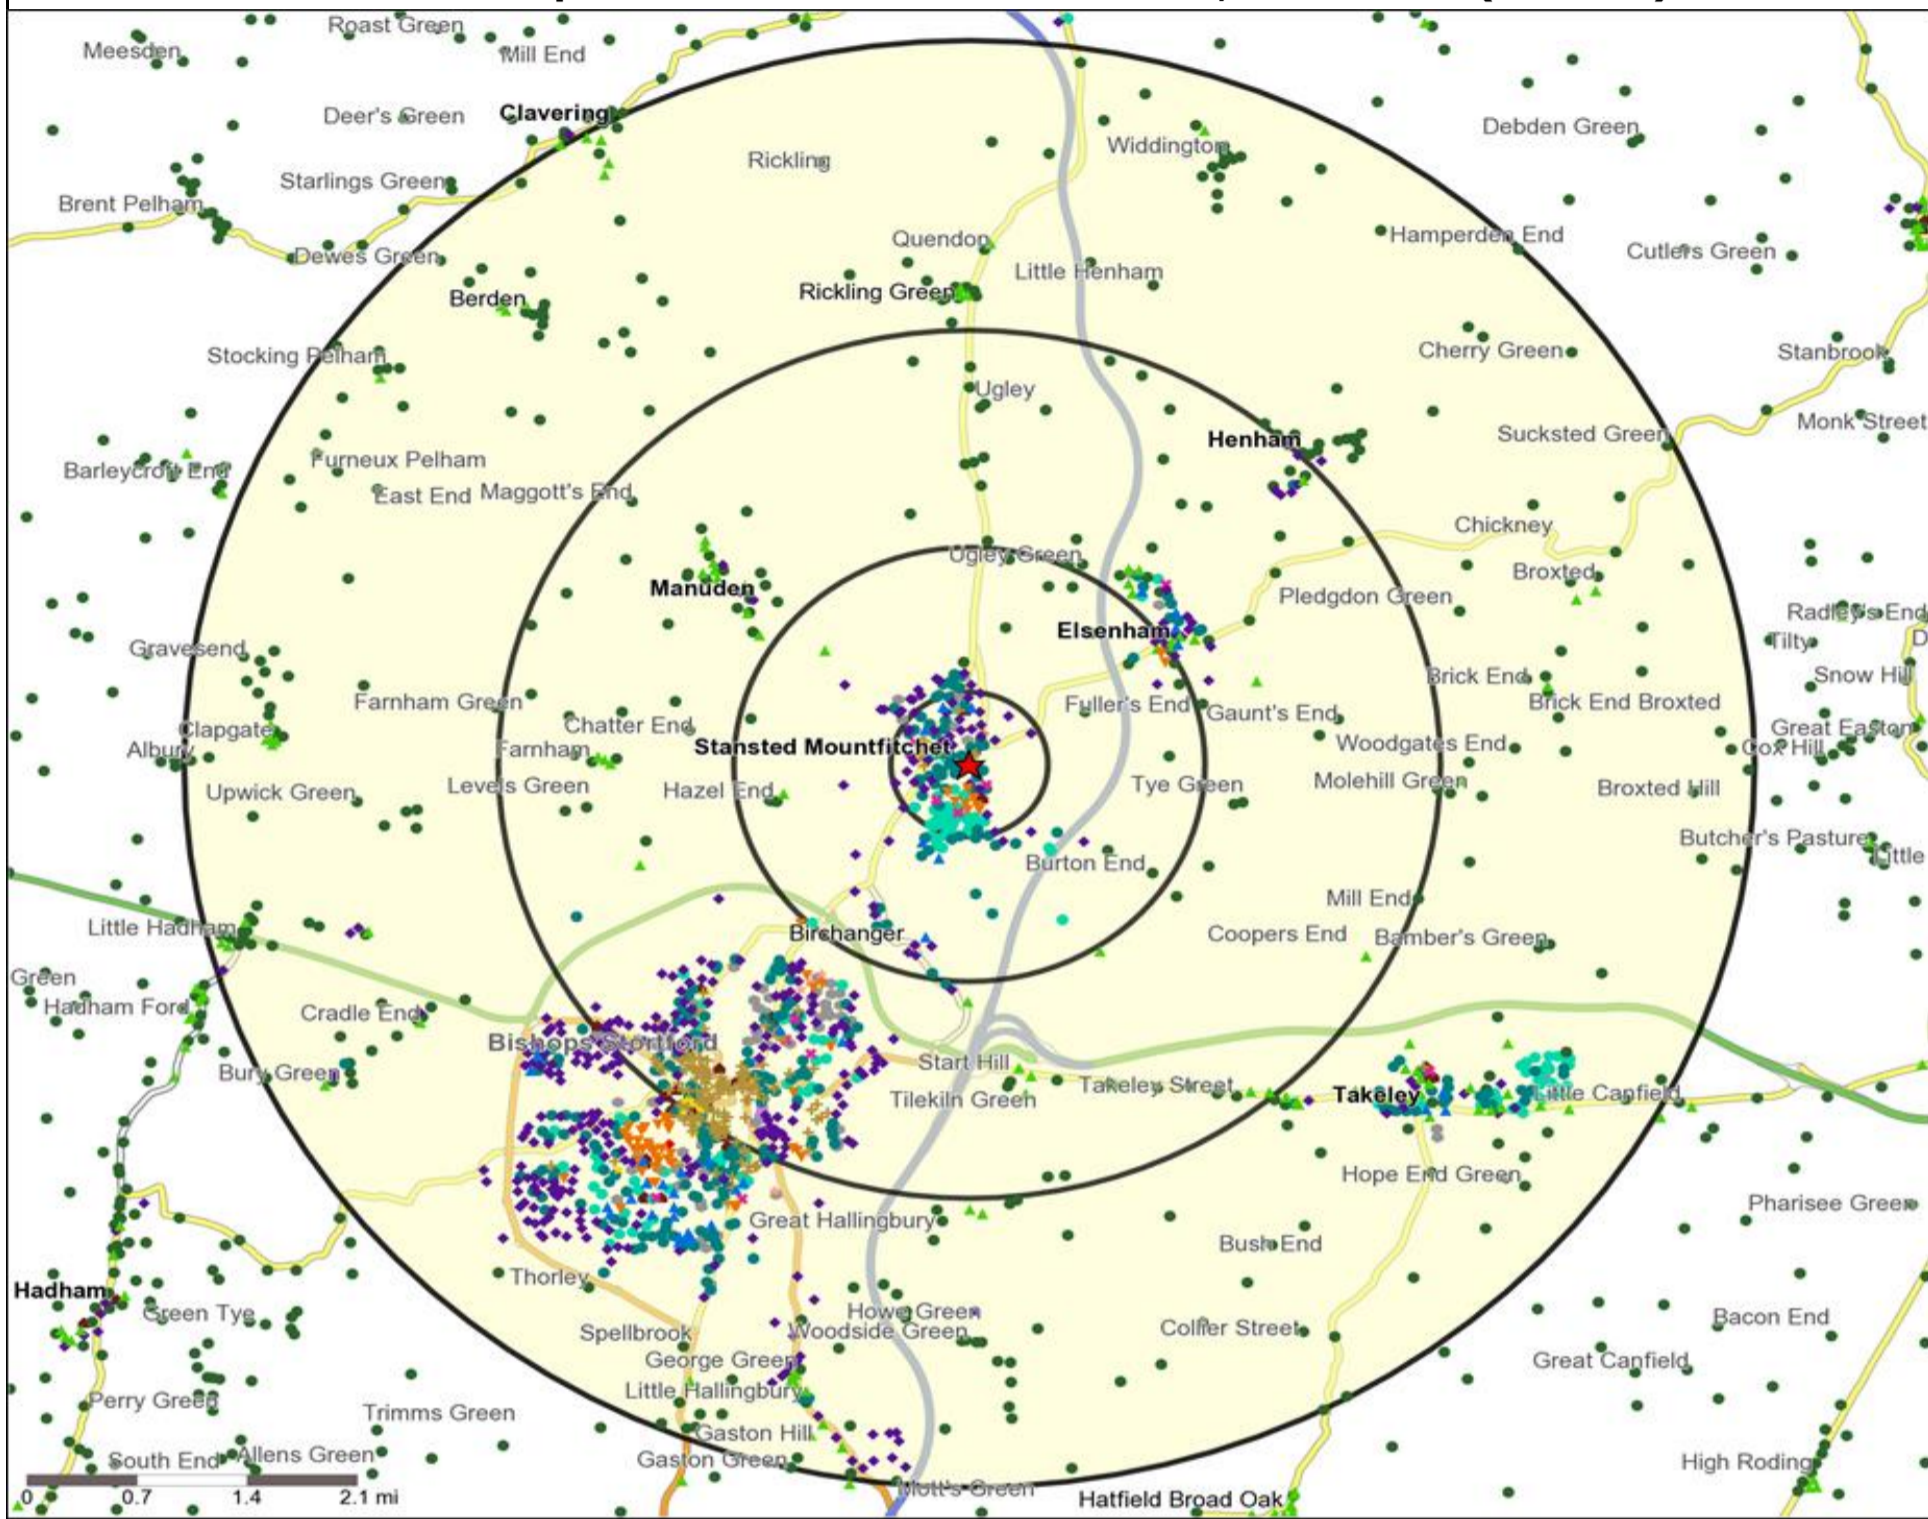 Roast Green
Meesden
Mill End
Deer's Green
Clavering
Debden Green
Widdington
Rickling
Starlings Green
Brent Pelham
Quendon
Hamperden End
Cutlers Green
Dewes Green
Little Henham
Berden
Rickling Green
Stocking Pelham
Cherry Green
Stanbrook
Ugley
Monk Street
Henham
Sucksted Green
Furneux Pelham
Barleycroft End
East End
Maggott's End
Chickney
Ugley Green
Broxted
Manuden
Pledgdon Green
Radley's End
Elsenham
Tilty
D
Gravesend
Snow Hill
Brick End
Farnham Green
Fuller's End
Gaunt's End
Brick End Broxted
Clapgate
Chatter End
Great Easton
Albury
Farnham
Stansted Mountfitchet
Woodgates End
Cox Hill
Levels Green
Hazel End
Tye Green
Molehill Green
Broxted Hill
Upwick Green
Butcher's Pasture
Little
Burton End
Mill End
Little Hadham
Birchanger
Coopers End
Bamber's Green
Green
Hadham Ford
Cradle End
Bishops Stortford
Start Hill
Bury Green
Takeley Street
Takeley
Little Canfield
Tilekiln Green
Hope End Green
Pharisee Green
Great Hallingbury
Bush End
Thorley
Hadham
Green Tye
Howe Green
Bacon End
Spellbrook
Woodside Green
Collier Street
George Green
Great Canfield
Little Hallingbury
Perry Green
Trimms Green
Gaston Hill
South End
Allens Green
Gaston Green
High Roding
Mott's Green
0 0.7 1.4 2.1 mi
Hatfield Broad Oak